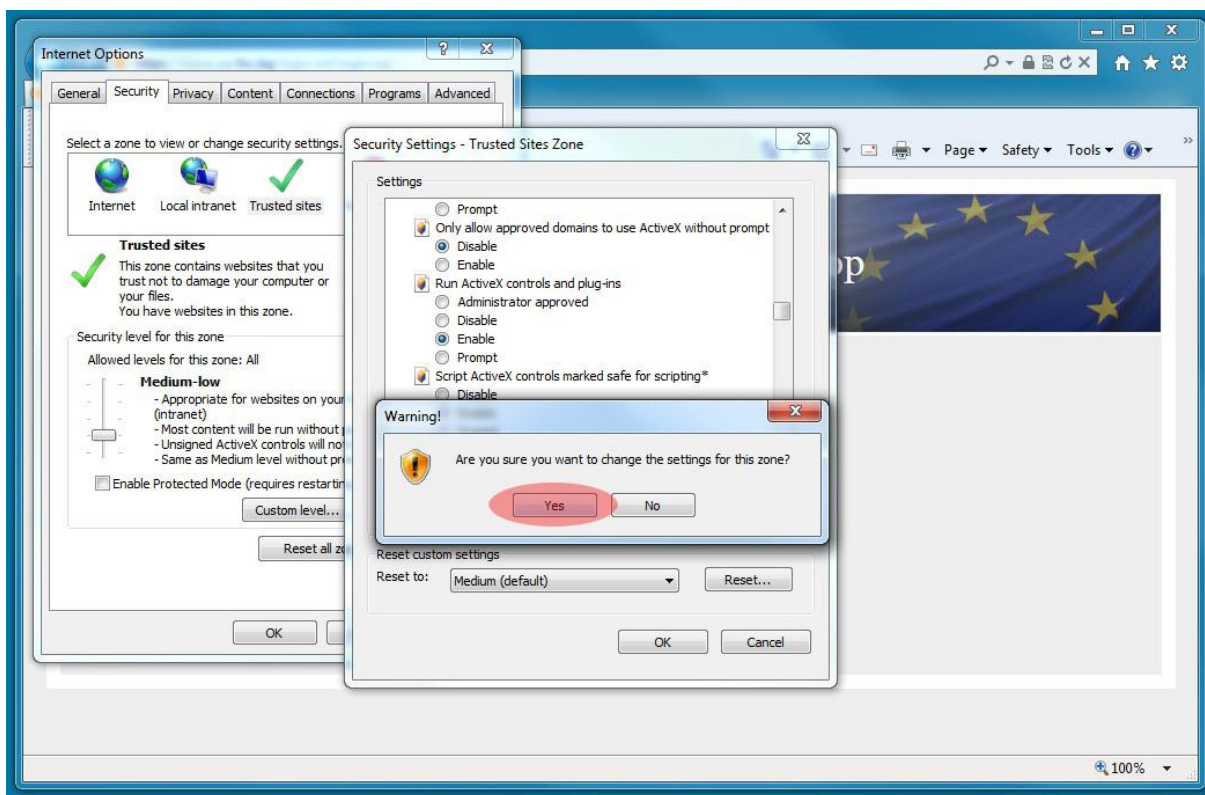 Internet Options
General Security Privacy Content Connections Programs Advanced
Select a zone to view or change security settings.
Internet Local intranet Trusted sites
Trusted sites
This zone contains websites that you
trust not to damage your computer or
your files.
You have websites in this zone.
Security level for this zone
Allowed levels for this zone: All
Medium-low
- Appropriate for websites on your
(intranet)
- Most content will be run without
- Unsigned ActiveX controls will
- Same as Medium level without
Enable Protected Mode (requires
Custom level...
Reset all
OK
Security Settings - Trusted Sites Zone
Settings
Prompt
Only allow approved domains to use ActiveX without prompt
Disable
Enable
Run ActiveX controls and plug-ins
Administrator approved
Disable
Enable
Prompt
Script ActiveX controls marked safe for scripting*
Disable
Warning!
Are you sure you want to change the settings for this zone?
Yes No
Reset custom settings
Reset to: Medium (default) Reset...
OK Cancel
Page Safety Tools
100%